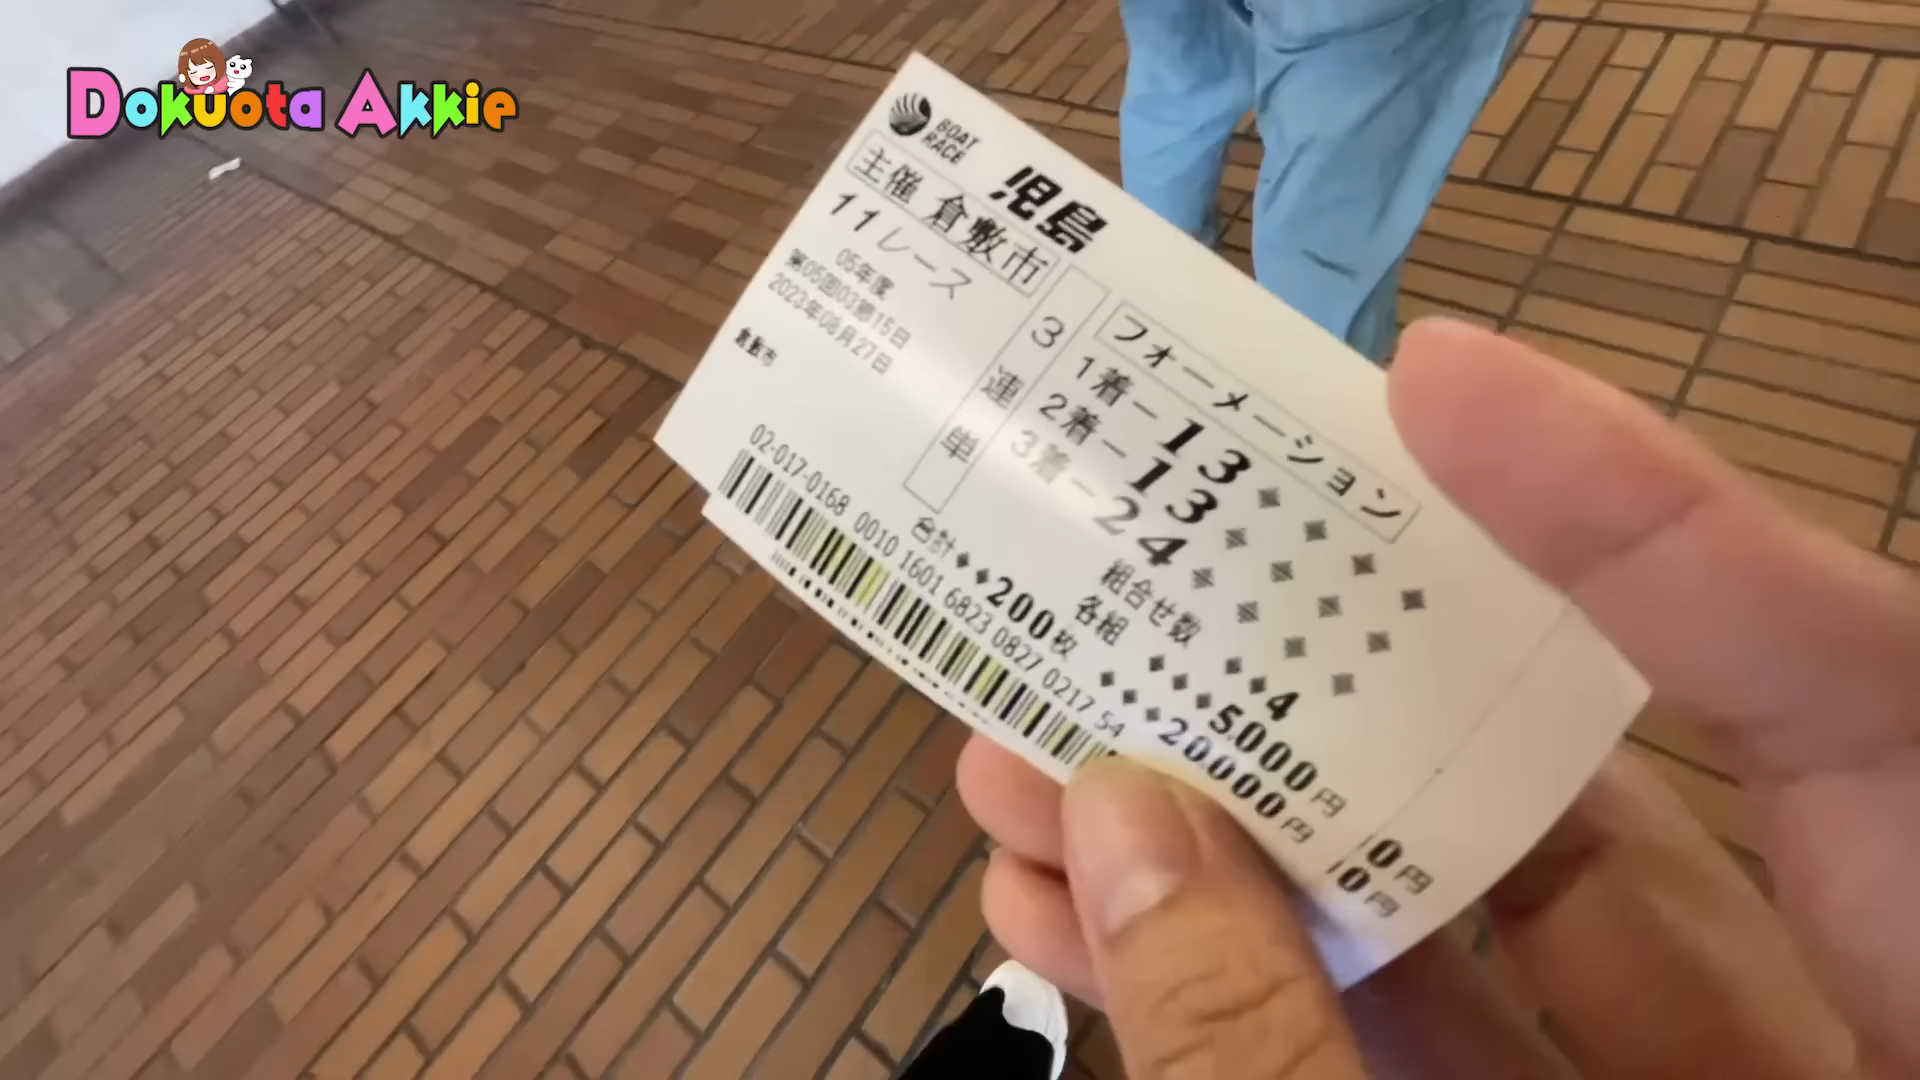 Dokuota Akkie
BOAT RACE
児島
主催 倉敷市
11レース
05年度
第05回03節15日
2023年08月27日
倉敷市
3連単
フォーメーション
1着－13
2着－13
3着－24
組合せ数 4
各組 5000円
合計 200枚 20000円
0円
0円
02-017-0168 0010 1601 6823 0827 0217 54